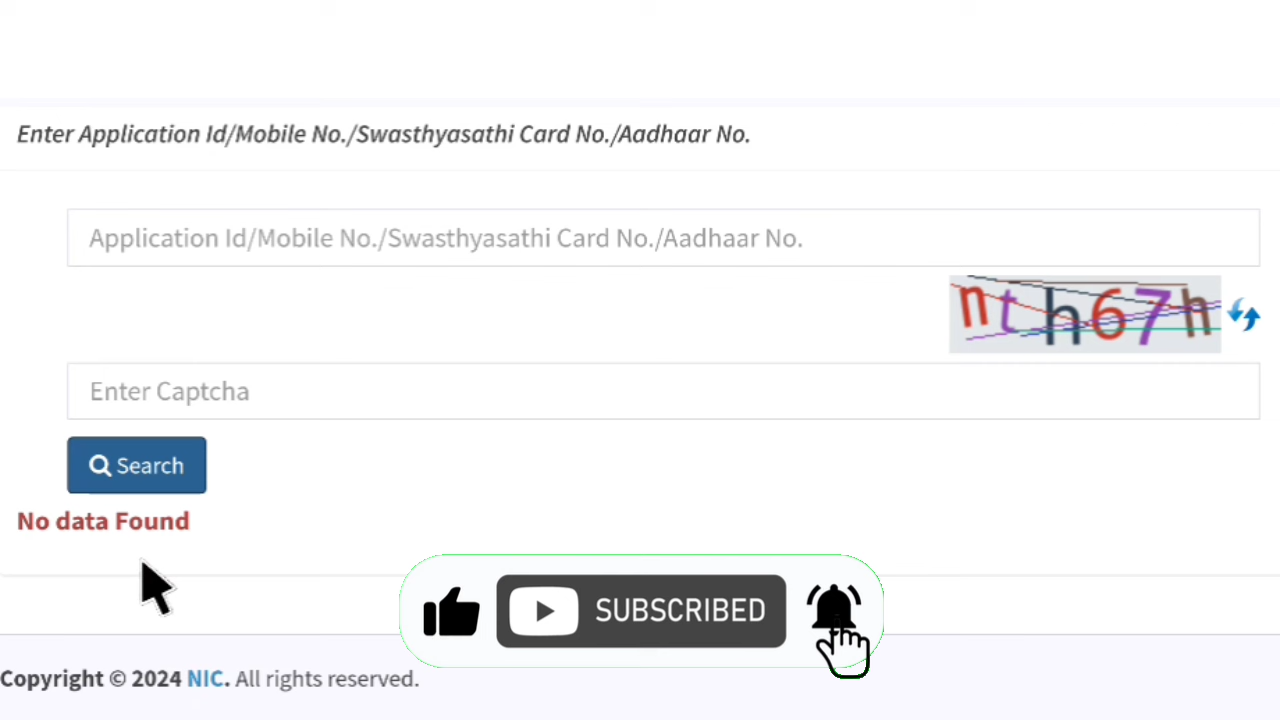 Enter Application Id/Mobile No./Swasthyasathi Card No./Aadhaar No.
Application Id/Mobile No./Swasthyasathi Card No./Aadhaar No.
nth67h
Enter Captcha
Search
No data Found
SUBSCRIBED
Copyright © 2024 NIC. All rights reserved.